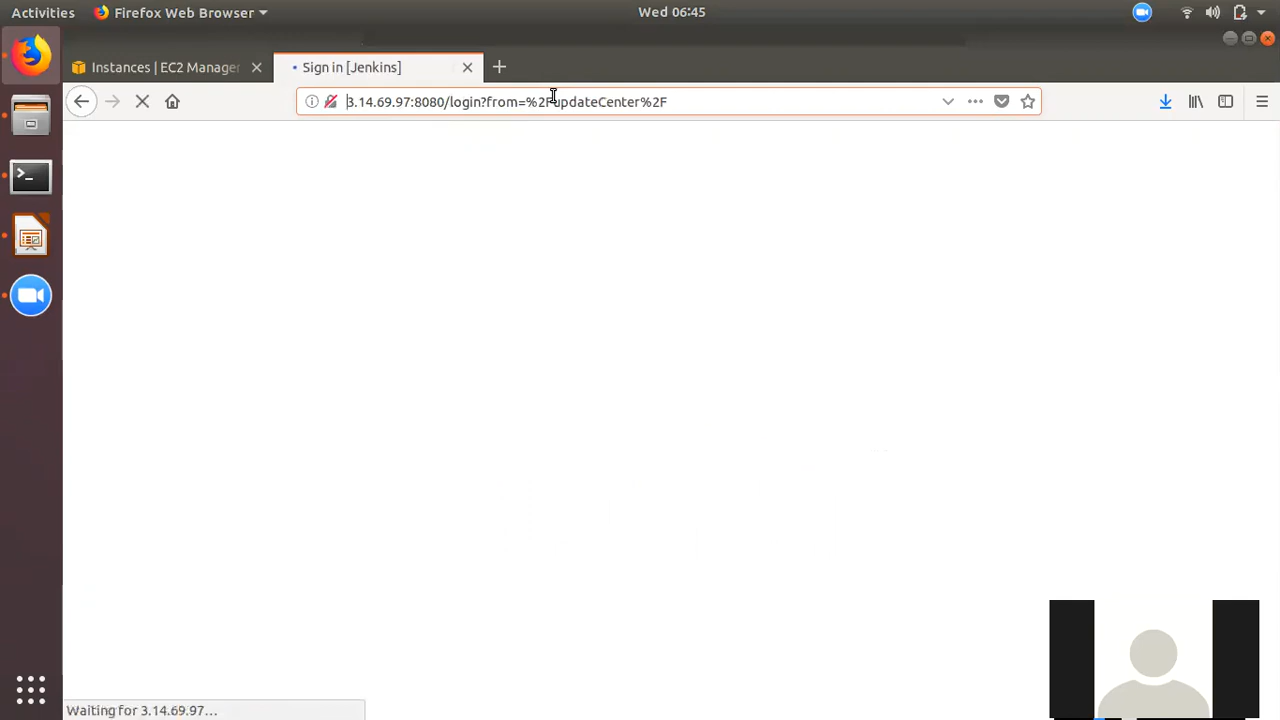 Activities
Firefox Web Browser
Wed 06:45
Instances | EC2 Manager
Sign in [Jenkins]
3.14.69.97:8080/login?from=%2FupdateCenter%2F
Waiting for 3.14.69.97...